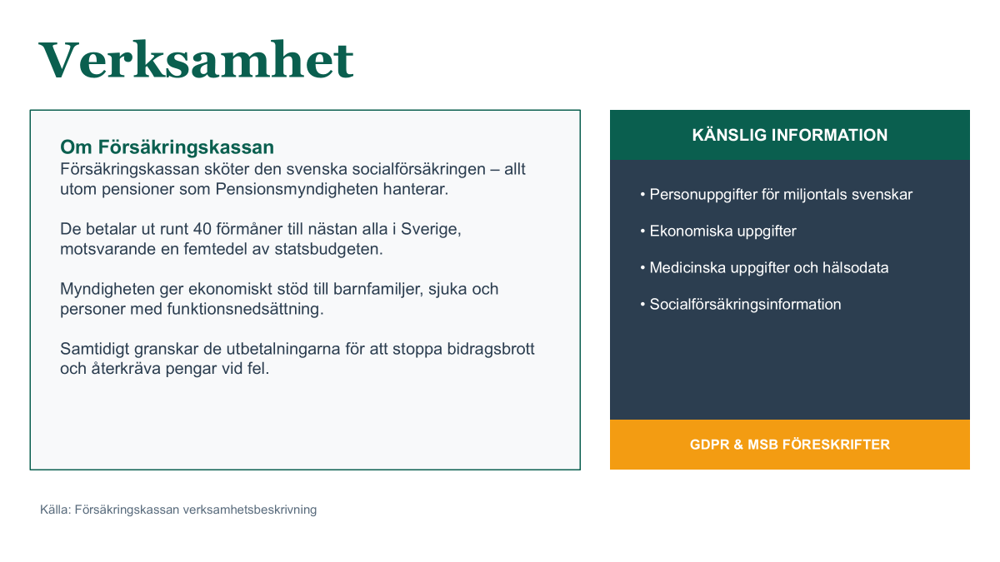 Verksamhet
Om Försäkringskassan
Försäkringskassan sköter den svenska socialförsäkringen – allt
utom pensioner som Pensionsmyndigheten hanterar.
De betalar ut runt 40 förmåner till nästan alla i Sverige,
motsvarande en femtedel av statsbudgeten.
Myndigheten ger ekonomiskt stöd till barnfamiljer, sjuka och
personer med funktionsnedsättning.
Samtidigt granskar de utbetalningarna för att stoppa bidragsbrott
och återkräva pengar vid fel.
KÄNSLIG INFORMATION
• Personuppgifter för miljontals svenskar
• Ekonomiska uppgifter
• Medicinska uppgifter och hälsodata
• Socialförsäkringsinformation
GDPR & MSB FÖRESKRIFTER
Källa: Försäkringskassan verksamhetsbeskrivning